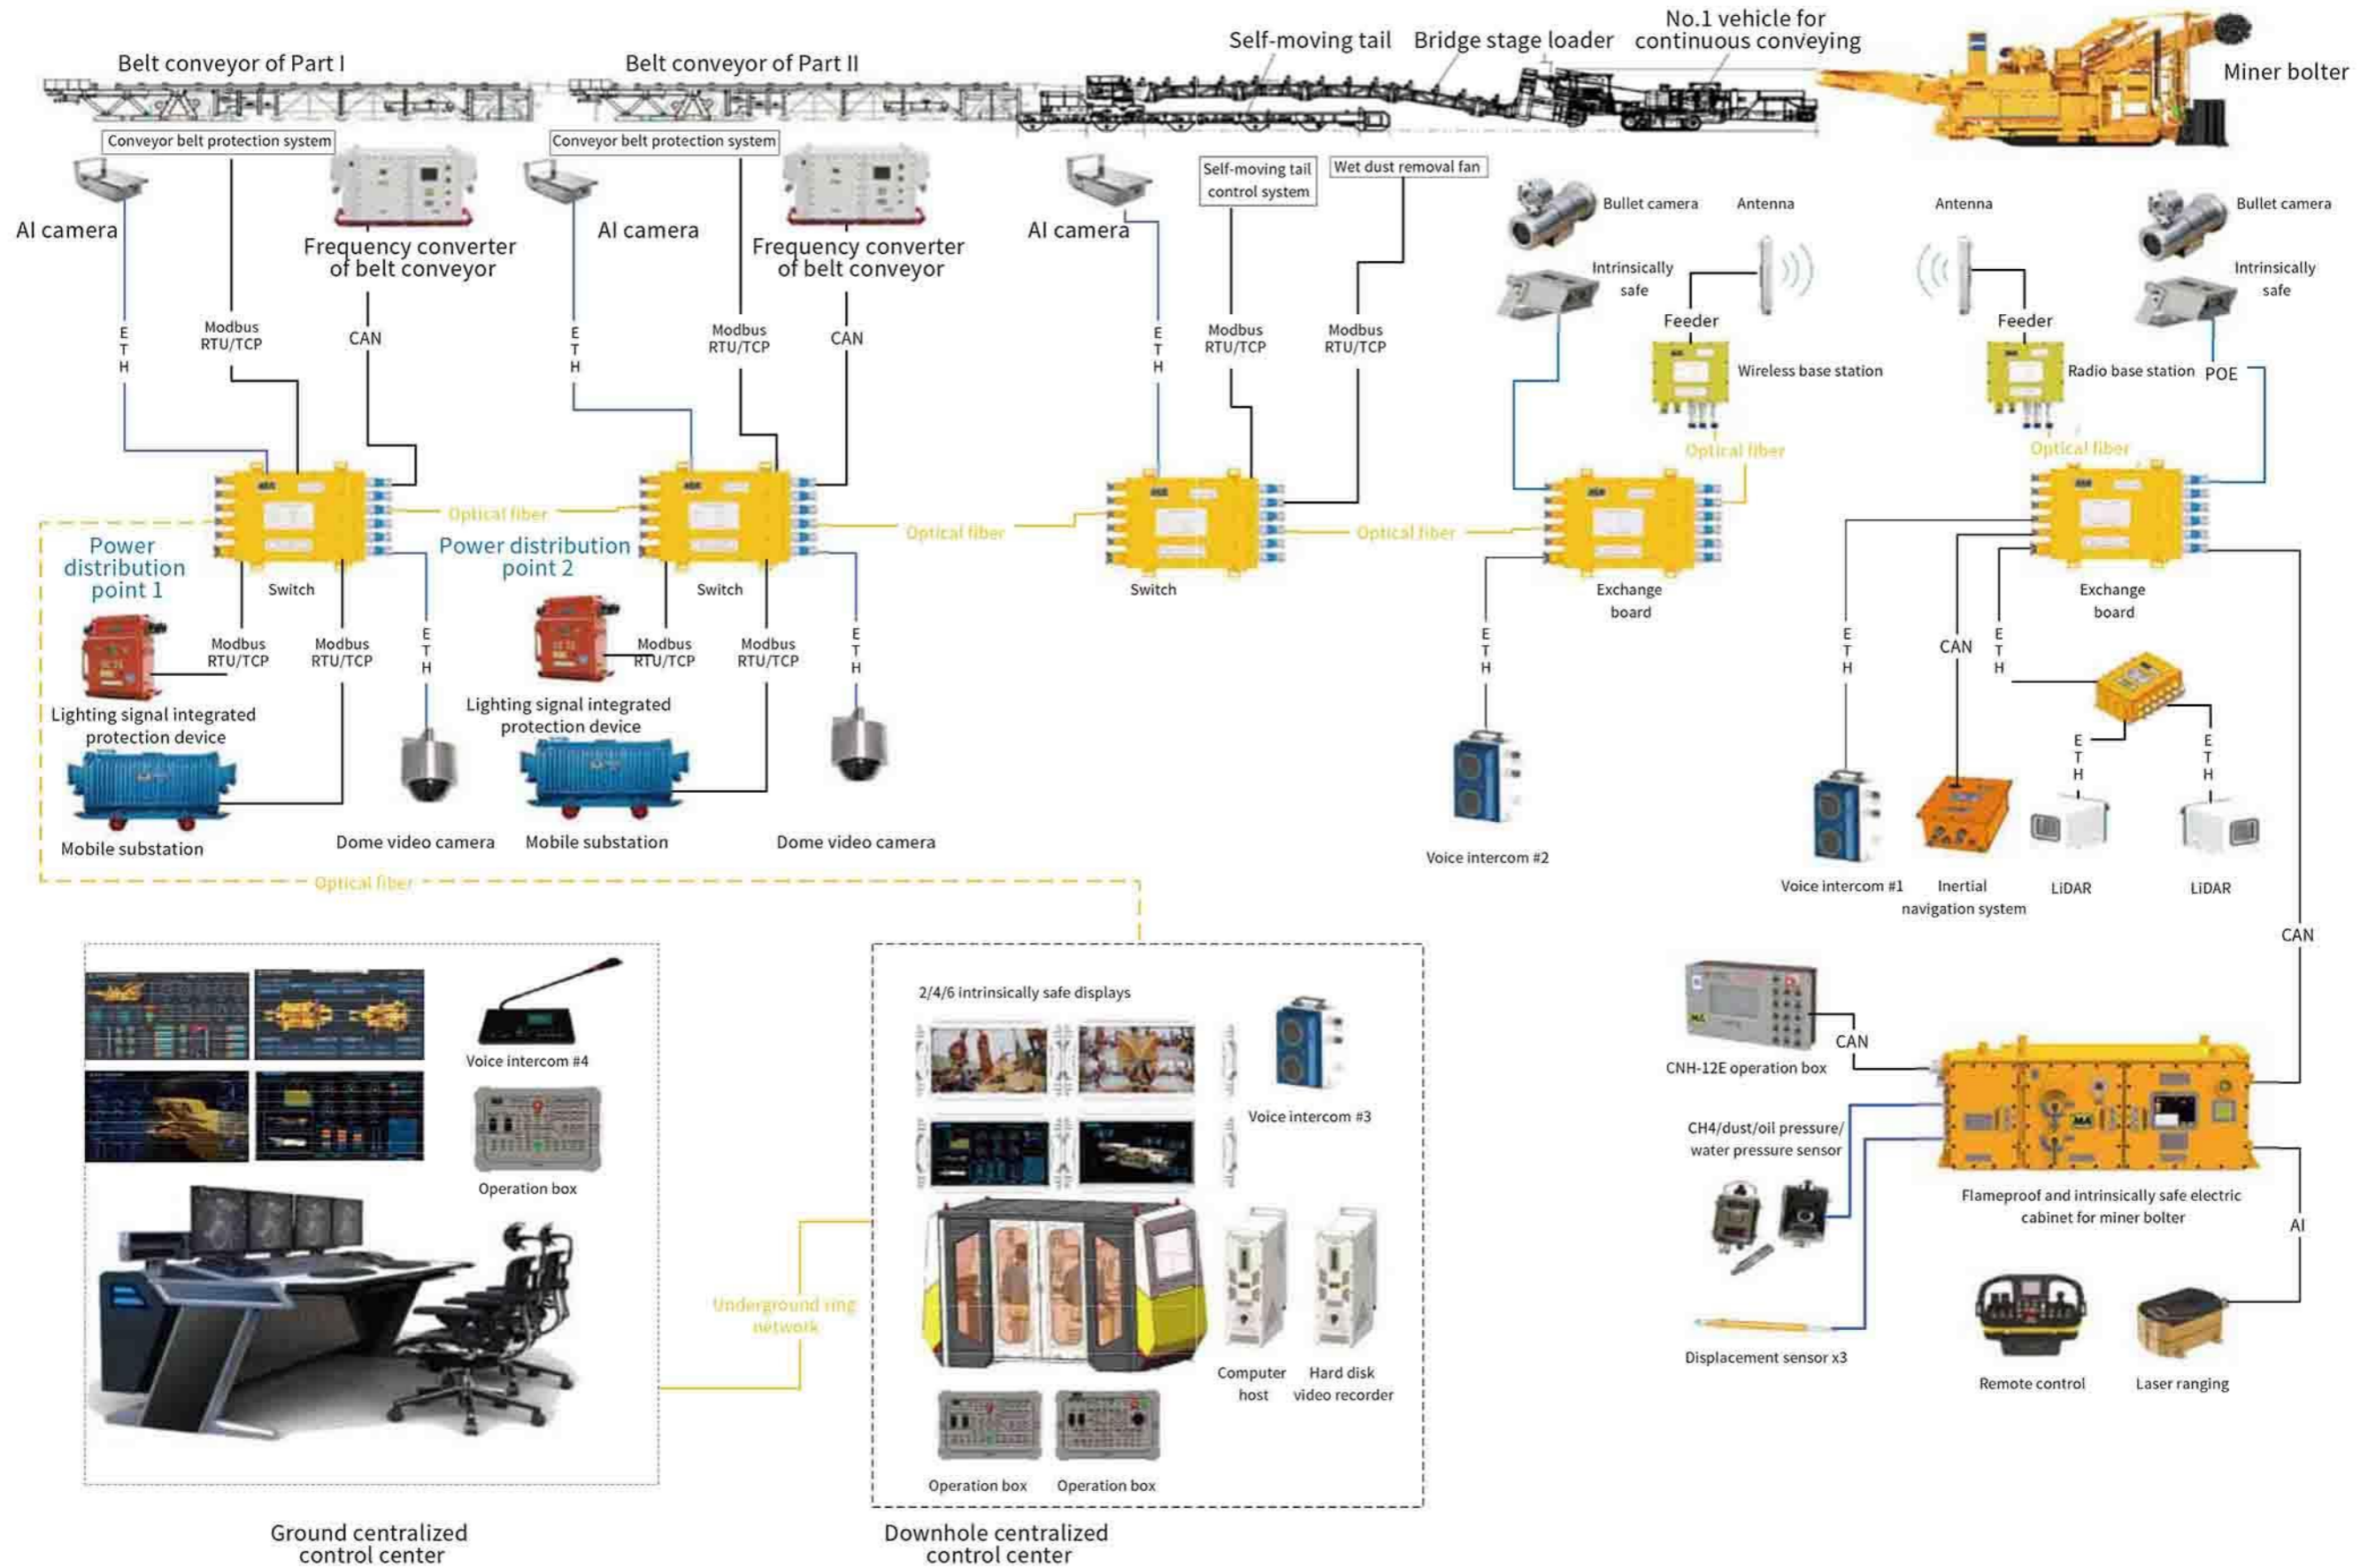 Belt conveyor of Part I
Belt conveyor of Part II
Self-moving tail
Bridge stage loader
No.1 vehicle for
continuous conveying
Miner bolter
Conveyor belt protection system
Conveyor belt protection system
Self-moving tail
control system
Wet dust removal fan
AI camera
Frequency converter
of belt conveyor
AI camera
Frequency converter
of belt conveyor
AI camera
Bullet camera
Antenna
Antenna
Bullet camera
Intrinsically
safe
Intrinsically
safe
Feeder
Feeder
Wireless base station
Radio base station
POE
ETH
Modbus
RTU/TCP
CAN
ETH
Modbus
RTU/TCP
CAN
ETH
Modbus
RTU/TCP
Modbus
RTU/TCP
Optical fiber
Optical fiber
Optical fiber
Optical fiber
Optical fiber
Power
distribution
point 1
Switch
Power distribution
point 2
Switch
Switch
Exchange
board
Exchange
board
Modbus
RTU/TCP
Modbus
RTU/TCP
ETH
Modbus
RTU/TCP
Modbus
RTU/TCP
ETH
ETH
ETH
CAN
ETH
ETH
ETH
Lighting signal integrated
protection device
Lighting signal integrated
protection device
Mobile substation
Dome video camera
Mobile substation
Dome video camera
Voice intercom #2
Voice intercom #1
Inertial
navigation system
LiDAR
LiDAR
Optical fiber
CAN
Voice intercom #4
Operation box
Ground centralized
control center
Underground ring
network
2/4/6 intrinsically safe displays
Voice intercom #3
Computer
host
Hard disk
video recorder
Operation box
Operation box
Downhole centralized
control center
CNH-12E operation box
CAN
CH4/dust/oil pressure/
water pressure sensor
MA
Flameproof and intrinsically safe electric
cabinet for miner bolter
AI
Displacement sensor x3
Remote control
Laser ranging